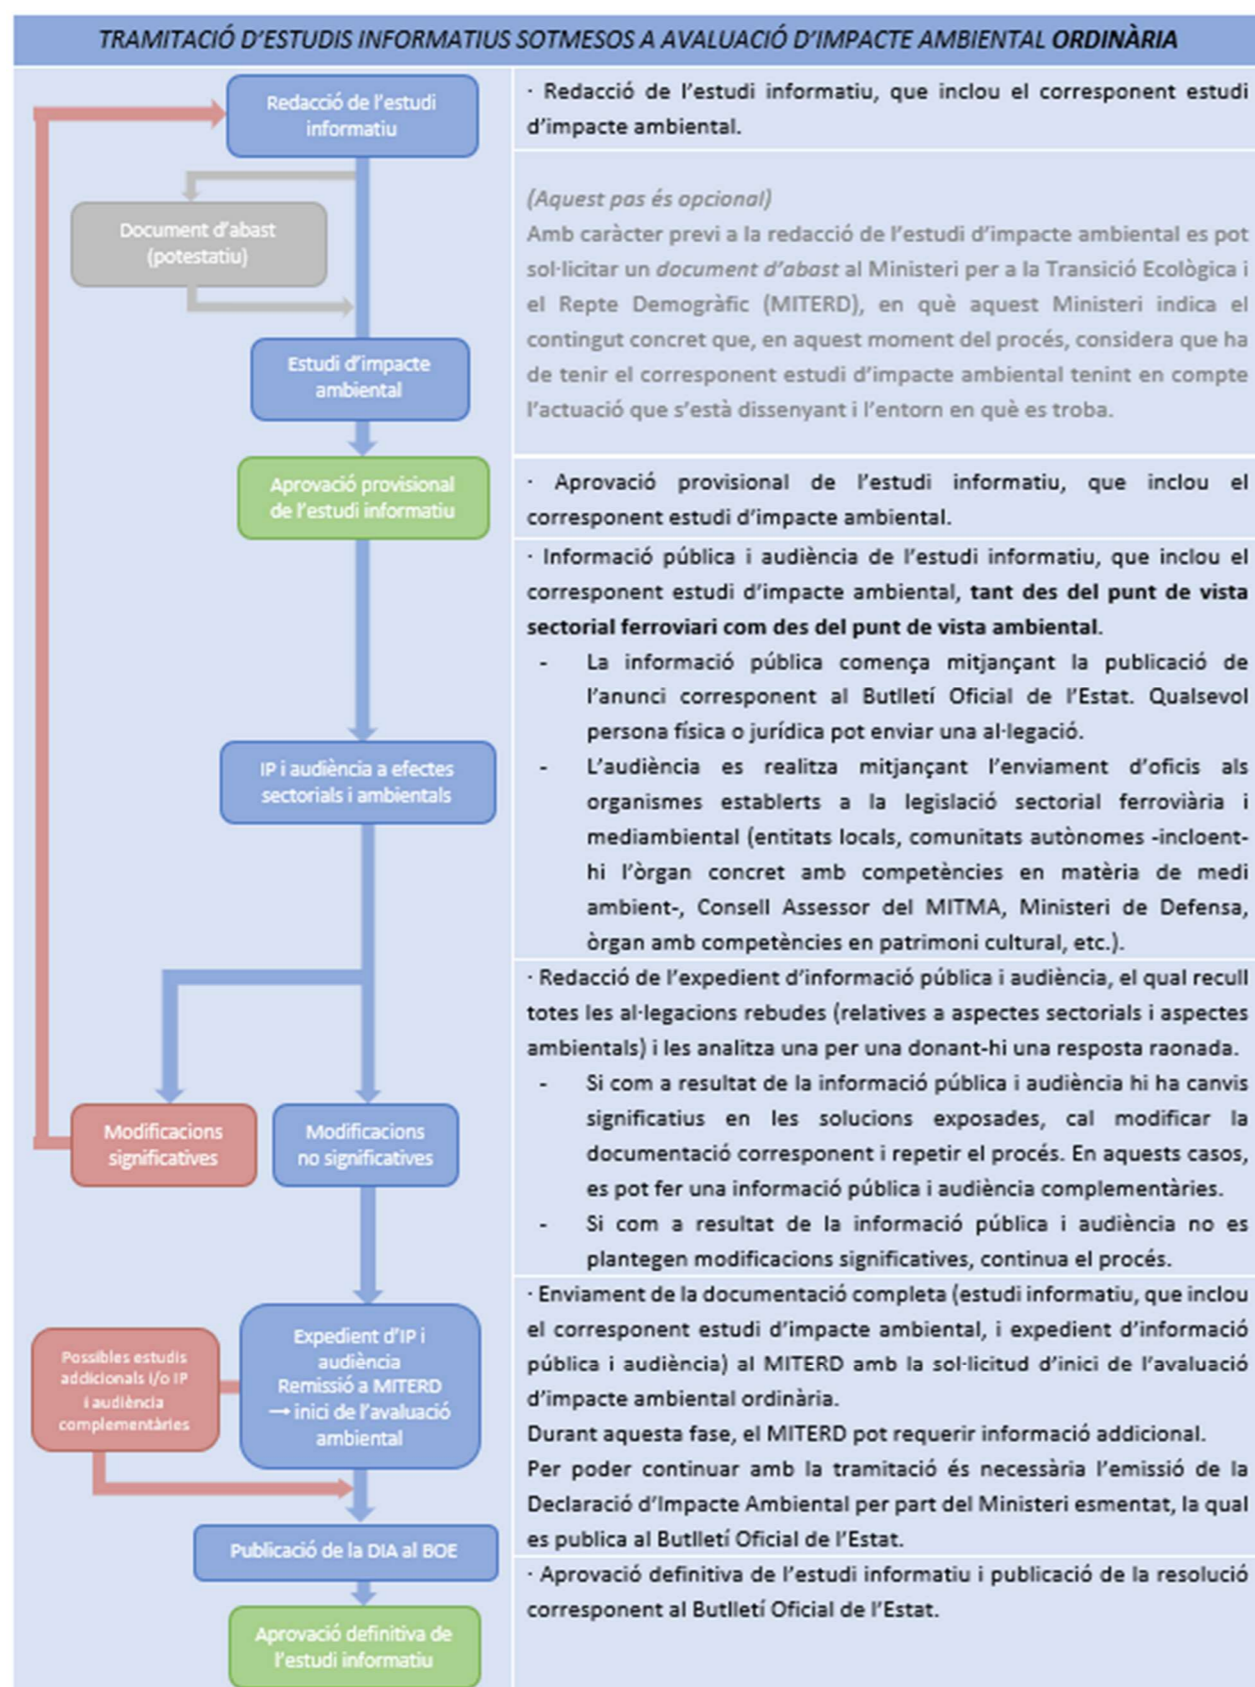 TRAMITACIÓ D'ESTUDIS INFORMATIUS SOTMESOS A AVALUACIÓ D'IMPACTE AMBIENTAL ORDINÀRIA
Redacció de l'estudi
informatiu
· Redacció de l'estudi informatiu, que inclou el corresponent estudi
d'impacte ambiental.
Document d'abast
(potestatiu)
(Aquest pas és opcional)
Amb caràcter previ a la redacció de l'estudi d'impacte ambiental es pot
sol·licitar un document d'abast al Ministeri per a la Transició Ecològica i
el Repte Demogràfic (MITERD), en què aquest Ministeri indica el
contingut concret que, en aquest moment del procés, considera que ha
de tenir el corresponent estudi d'impacte ambiental tenint en compte
l'actuació que s'està dissenyant i l'entorn en què es troba.
Estudi d'impacte
ambiental
Aprovació provisional
de l'estudi informatiu
· Aprovació provisional de l'estudi informatiu, que inclou el
corresponent estudi d'impacte ambiental.
IP i audiència a efectes
sectorials i ambientals
· Informació pública i audiència de l'estudi informatiu, que inclou el
corresponent estudi d'impacte ambiental, tant des del punt de vista
sectorial ferroviari com des del punt de vista ambiental.
- La informació pública comença mitjançant la publicació de
l'anunci corresponent al Butlletí Oficial de l'Estat. Qualsevol
persona física o jurídica pot enviar una al·legació.
- L'audiència es realitza mitjançant l'enviament d'oficis als
organismes establerts a la legislació sectorial ferroviària i
mediambiental (entitats locals, comunitats autònomes -incloent-
hi l'òrgan concret amb competències en matèria de medi
ambient-, Consell Assessor del MITMA, Ministeri de Defensa,
òrgan amb competències en patrimoni cultural, etc.).
Modificacions
significatives
Modificacions
no significatives
· Redacció de l'expedient d'informació pública i audiència, el qual recull
totes les al·legacions rebudes (relatives a aspectes sectorials i aspectes
ambientals) i les analitza una per una donant-hi una resposta raonada.
- Si com a resultat de la informació pública i audiència hi ha canvis
significatius en les solucions exposades, cal modificar la
documentació corresponent i repetir el procés. En aquests casos,
es pot fer una informació pública i audiència complementàries.
- Si com a resultat de la informació pública i audiència no es
plantegen modificacions significatives, continua el procés.
Possibles estudis
addicionals i/o IP
i audiència
complementàries
Expedient d'IP i
audiència
Remissió a MITERD
→ inici de l'avaluació
ambiental
· Enviament de la documentació completa (estudi informatiu, que inclou
el corresponent estudi d'impacte ambiental, i expedient d'informació
pública i audiència) al MITERD amb la sol·licitud d'inici de l'avaluació
d'impacte ambiental ordinària.
Durant aquesta fase, el MITERD pot requerir informació addicional.
Per poder continuar amb la tramitació és necessària l'emissió de la
Declaració d'Impacte Ambiental per part del Ministeri esmentat, la qual
es publica al Butlletí Oficial de l'Estat.
Publicació de la DIA al BOE
Aprovació definitiva de
l'estudi informatiu
· Aprovació definitiva de l'estudi informatiu i publicació de la resolució
corresponent al Butlletí Oficial de l'Estat.